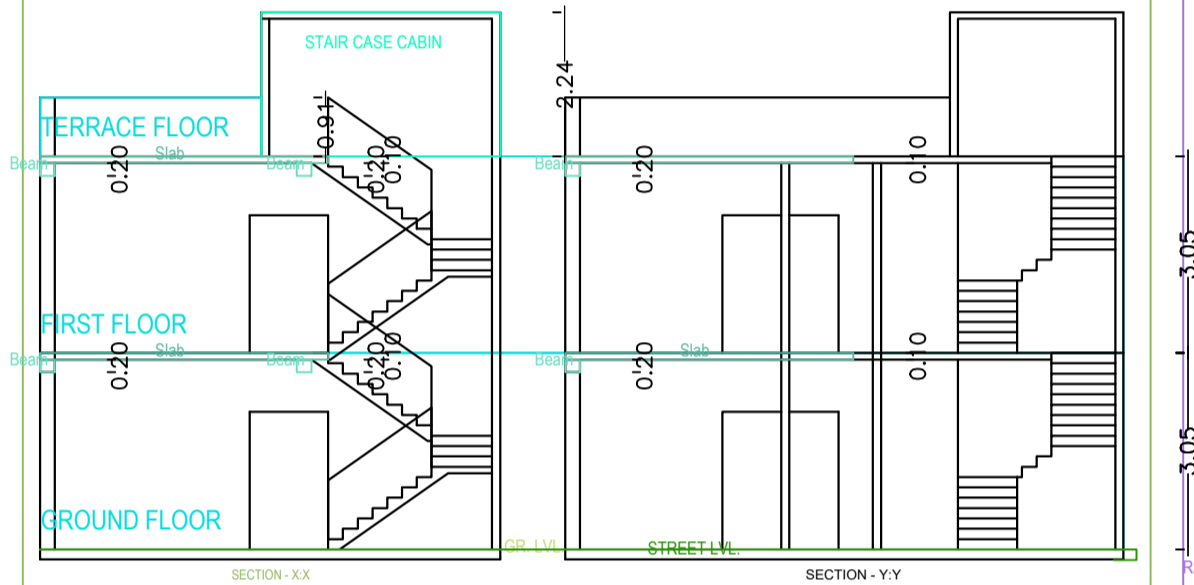 STAIR CASE CABIN
2.24
TERRACE FLOOR
0.91'
Beam
Slab
Beam
0.20
0.20
0.10
Beam
0.20
0.10
3.05
FIRST FLOOR
Beam
Slab
Beam
0.20
0.20
0.10
Beam
Slab
0.20
0.10
3.05
GROUND FLOOR
GR. LVL
STREET LVL.
SECTION - X:X
SECTION - Y:Y
R